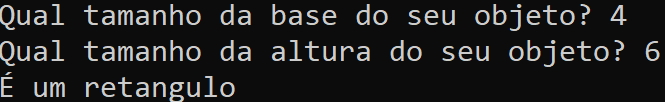 Qual tamanho da base do seu objeto? 4
Qual tamanho da altura do seu objeto? 6
É um retangulo